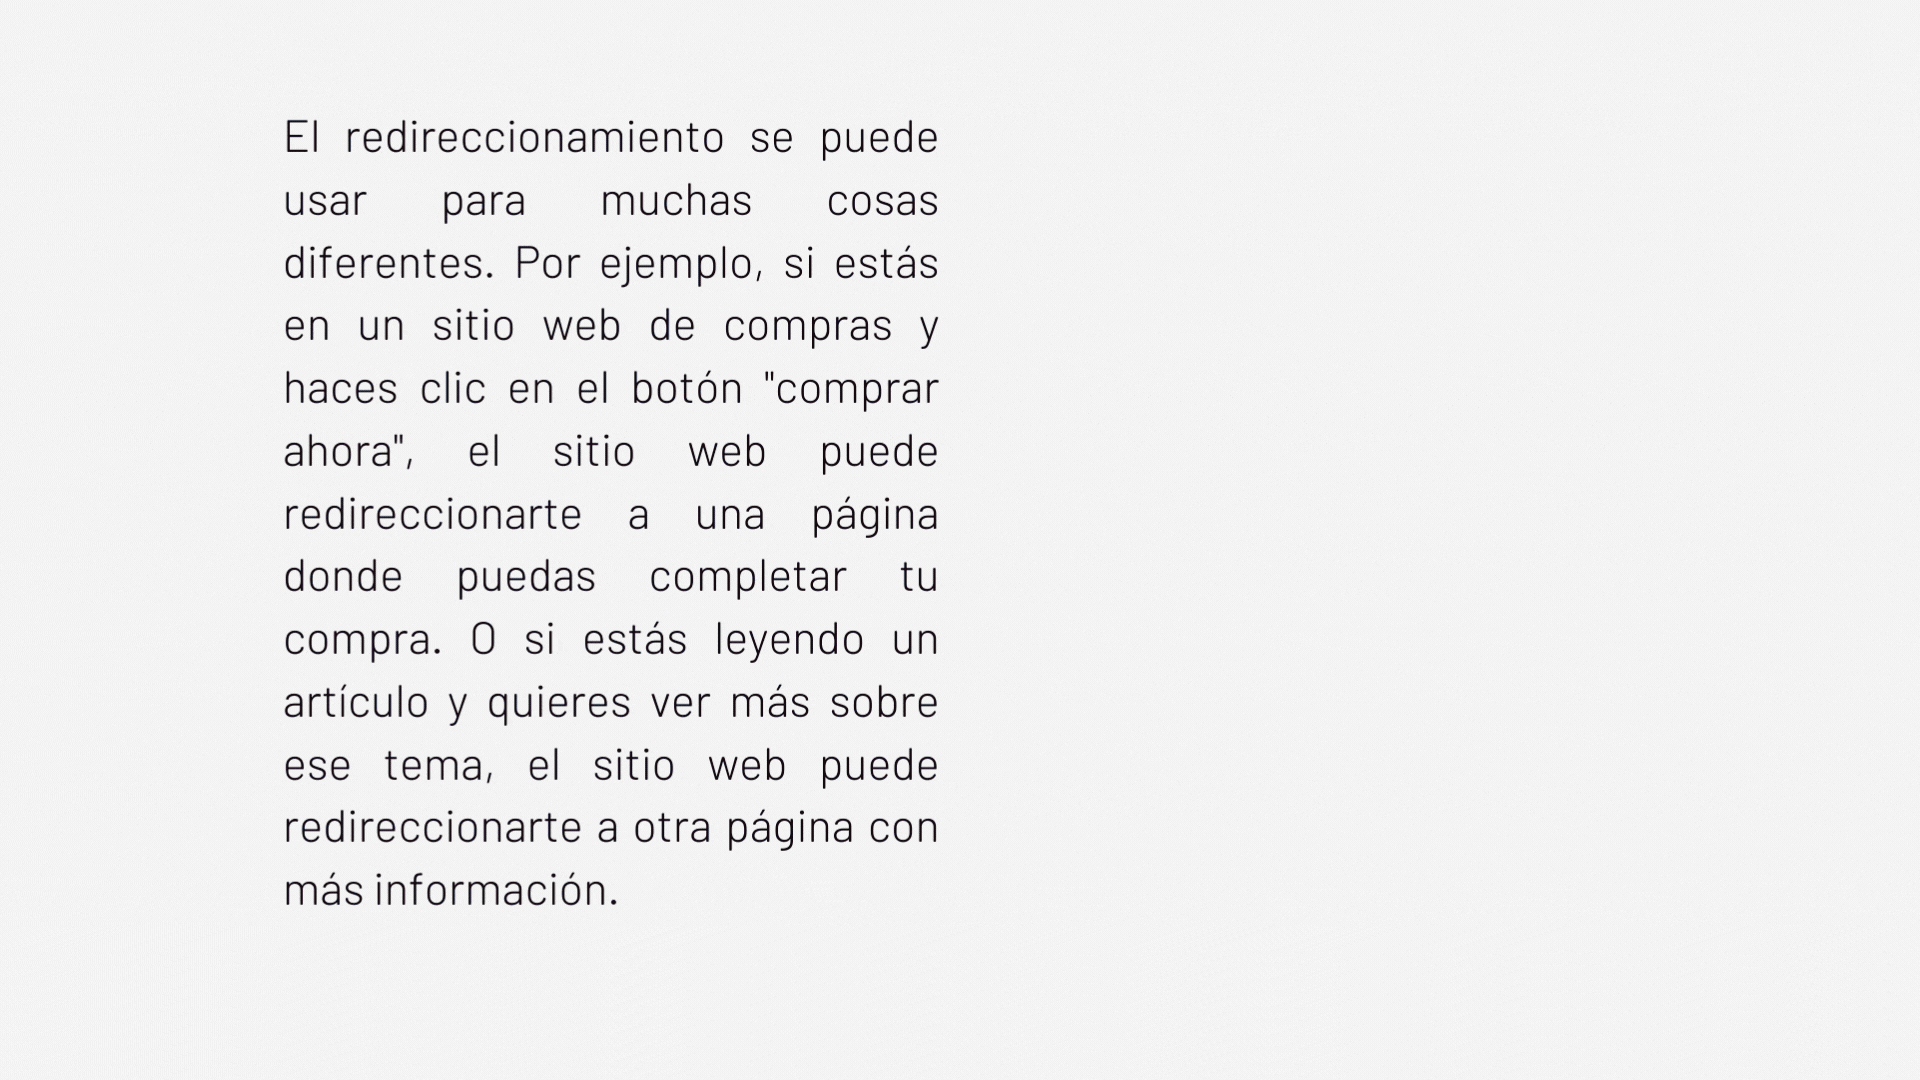 El redireccionamiento se puede
usar para muchas cosas
diferentes. Por ejemplo, si estás
en un sitio web de compras y
haces clic en el botón "comprar
ahora", el sitio web puede
redireccionarte a una página
donde puedas completar tu
compra. O si estás leyendo un
artículo y quieres ver más sobre
ese tema, el sitio web puede
redireccionarte a otra página con
más información.